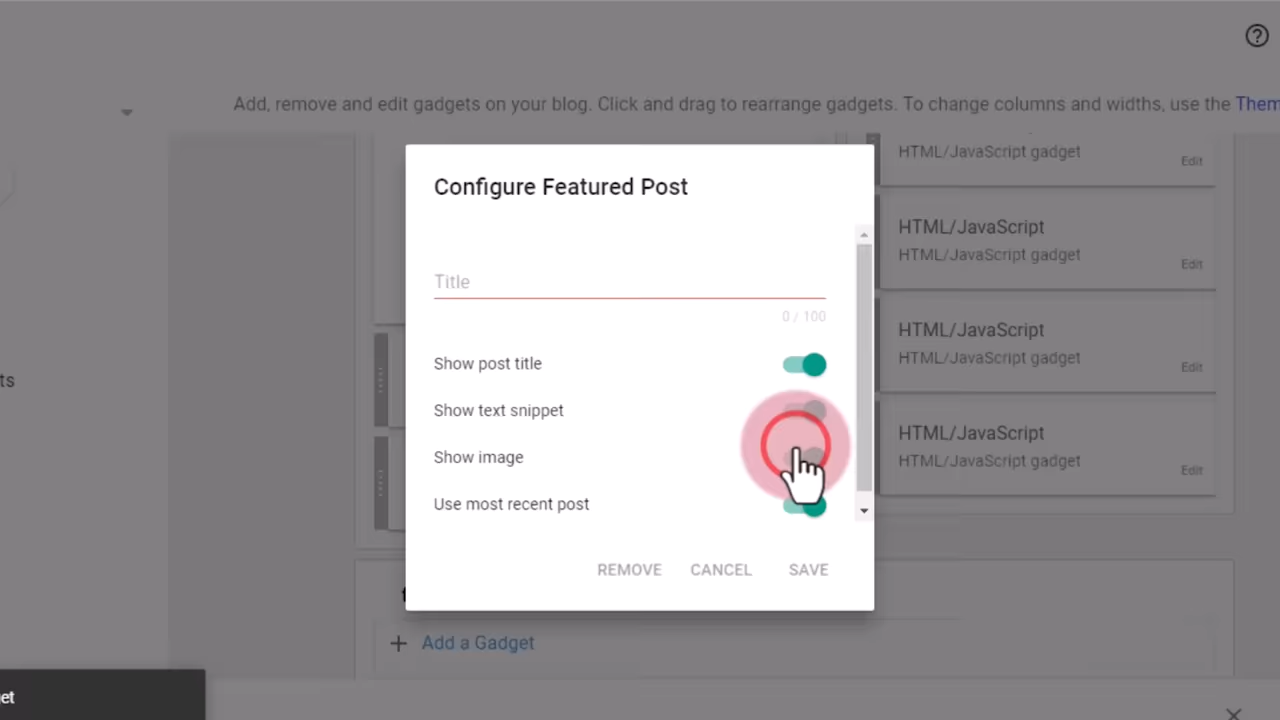 Add, remove and edit gadgets on your blog. Click and drag to rearrange gadgets. To change columns and widths, use the Them
HTML/JavaScript gadget
Edit
Configure Featured Post
HTML/JavaScript
HTML/JavaScript gadget
Edit
Title
0 / 100
HTML/JavaScript
HTML/JavaScript gadget
Edit
Show post title
ts
Show text snippet
HTML/JavaScript
HTML/JavaScript gadget
Edit
Show image
Use most recent post
REMOVE CANCEL SAVE
Add a Gadget
et